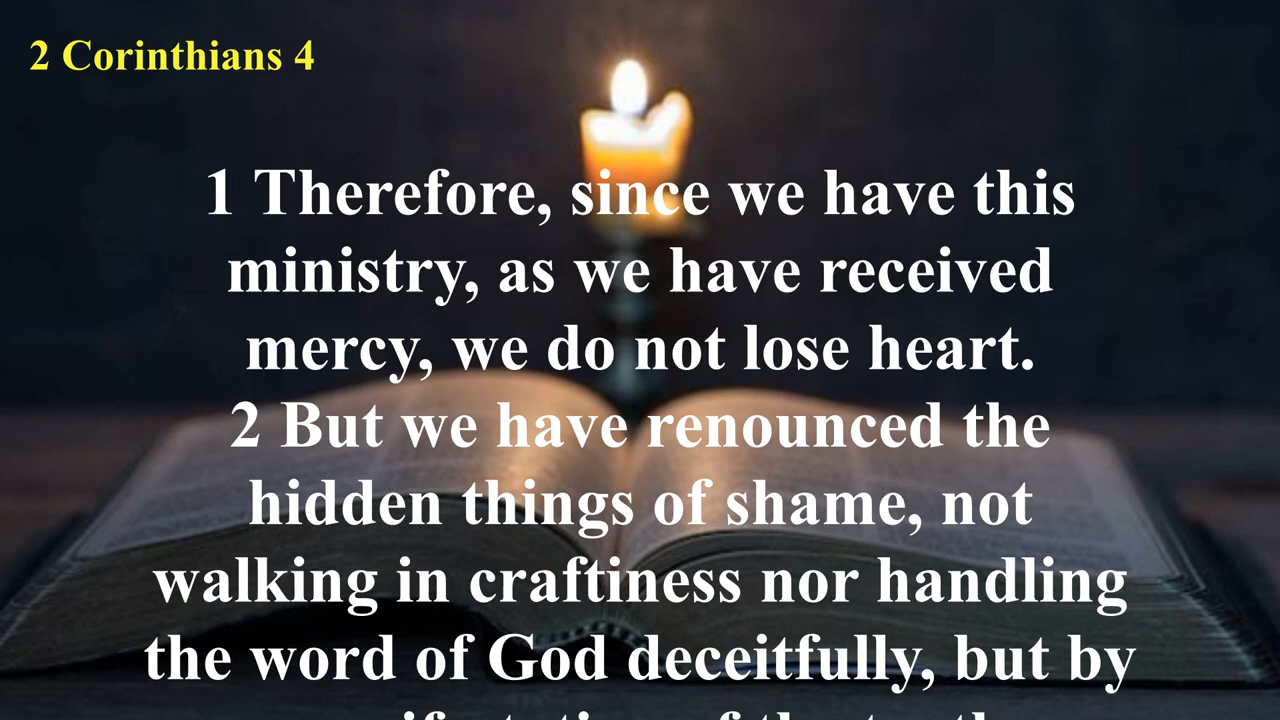 2 Corinthians 4
1 Therefore, since we have this
ministry, as we have received
mercy, we do not lose heart.
2 But we have renounced the
hidden things of shame, not
walking in craftiness nor handling
the word of God deceitfully, but by